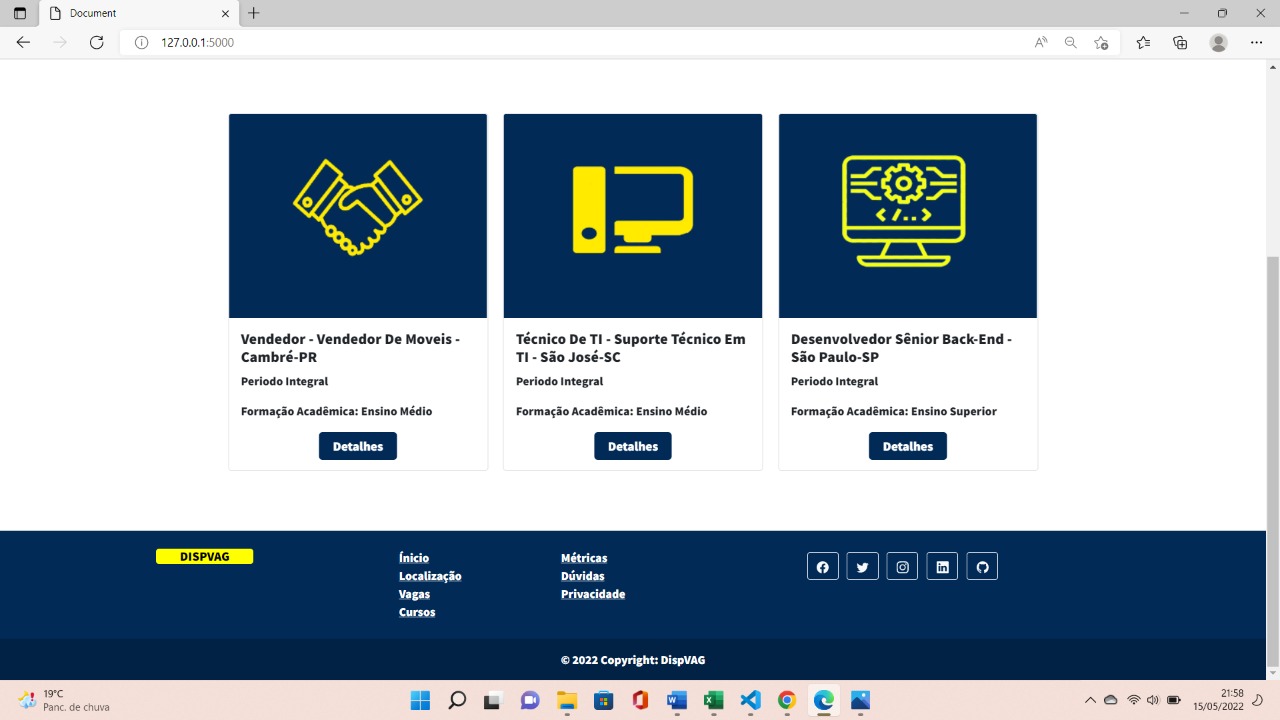 Document
127.0.0.1:5000
</..>
Vendedor - Vendedor De Moveis -
Cambré-PR
Periodo Integral
Formação Acadêmica: Ensino Médio
Detalhes
Técnico De TI - Suporte Técnico Em
TI - São José-SC
Periodo Integral
Formação Acadêmica: Ensino Médio
Detalhes
Desenvolvedor Sênior Back-End -
São Paulo-SP
Periodo Integral
Formação Acadêmica: Ensino Superior
Detalhes
DISPVAG
Ínicio
Localização
Vagas
Cursos
Métricas
Dúvidas
Privacidade
© 2022 Copyright: DispVAG
19°C
Panc. de chuva
21:58
15/05/2022